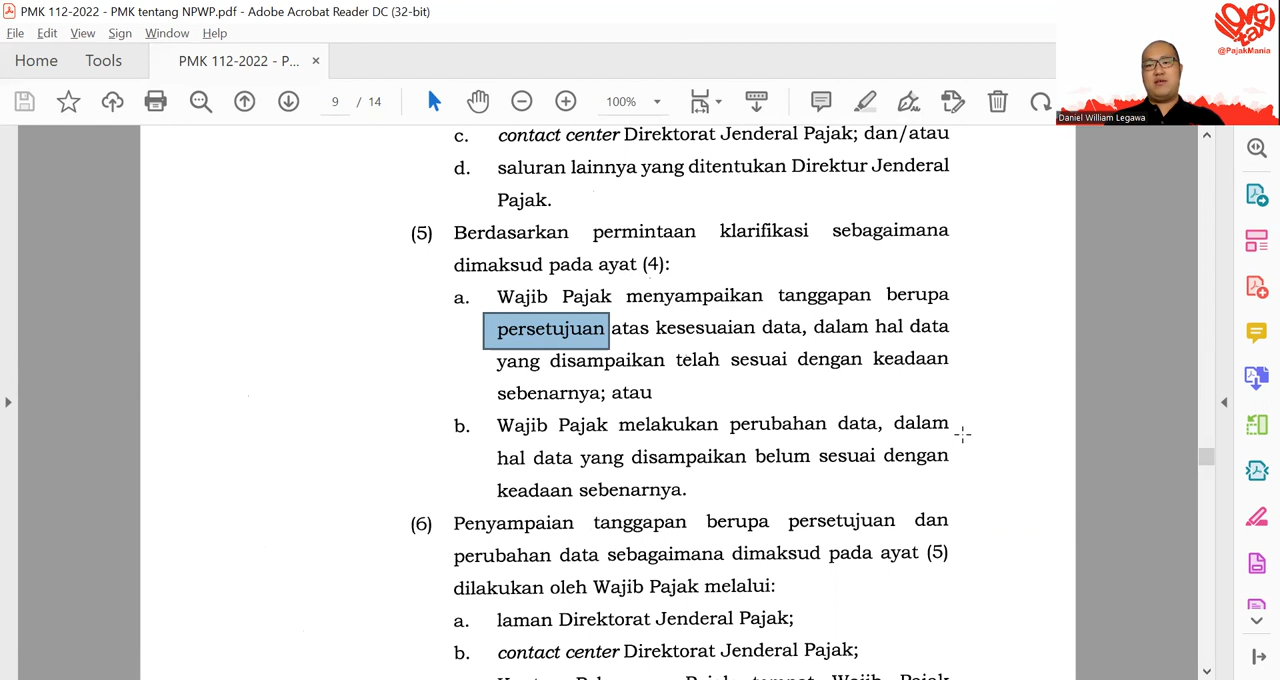 PMK 112-2022 - PMK tentang NPWP.pdf - Adobe Acrobat Reader DC (32-bit)
File Edit View Sign Window Help
Home Tools PMK 112-2022 - P... ×
9 / 14 100%
I love tax
@PajakMania
Daniel William Legawa
c. contact center Direktorat Jenderal Pajak; dan/atau
d. saluran lainnya yang ditentukan Direktur Jenderal
Pajak.
(5) Berdasarkan permintaan klarifikasi sebagaimana
dimaksud pada ayat (4):
a. Wajib Pajak menyampaikan tanggapan berupa
persetujuan atas kesesuaian data, dalam hal data
yang disampaikan telah sesuai dengan keadaan
sebenarnya; atau
b. Wajib Pajak melakukan perubahan data, dalam
hal data yang disampaikan belum sesuai dengan
keadaan sebenarnya.
(6) Penyampaian tanggapan berupa persetujuan dan
perubahan data sebagaimana dimaksud pada ayat (5)
dilakukan oleh Wajib Pajak melalui:
a. laman Direktorat Jenderal Pajak;
b. contact center Direktorat Jenderal Pajak;